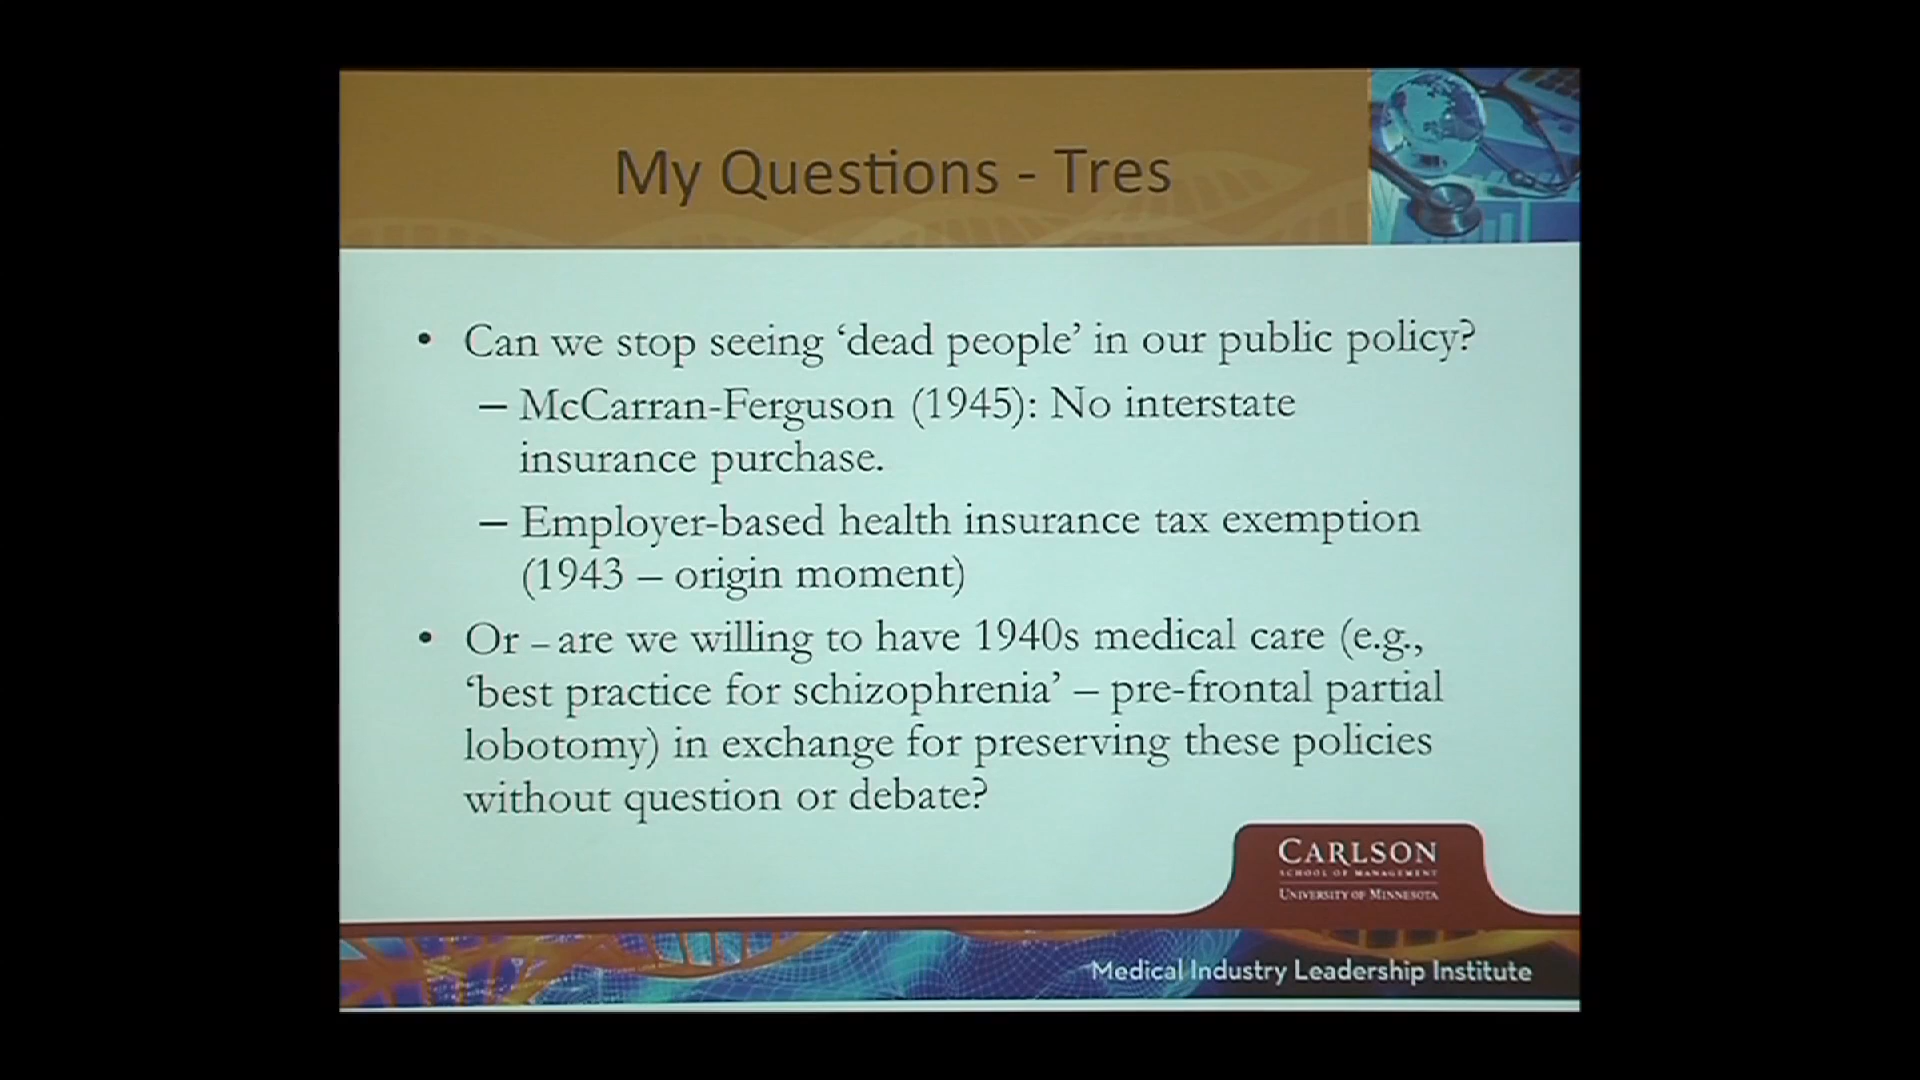 My Questions - Tres
• Can we stop seeing ‘dead people’ in our public policy?
– McCarran-Ferguson (1945): No interstate
insurance purchase.
– Employer-based health insurance tax exemption
(1943 – origin moment)
• Or – are we willing to have 1940s medical care (e.g.,
‘best practice for schizophrenia’ – pre-frontal partial
lobotomy) in exchange for preserving these policies
without question or debate?
CARLSON
SCHOOL OF MANAGEMENT
UNIVERSITY OF MINNESOTA
Medical Industry Leadership Institute